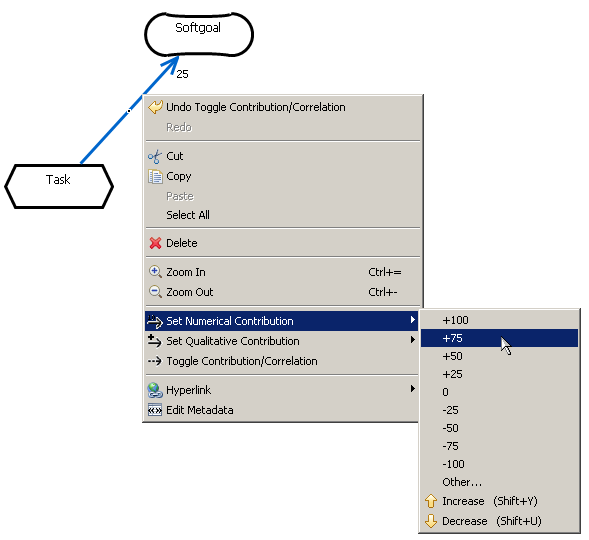 Softgoal
25
Task
Undo Toggle Contribution/Correlation
Redo
Cut
Copy
Paste
Select All
Delete
Zoom In Ctrl+=
Zoom Out Ctrl+-
Set Numerical Contribution
Set Qualitative Contribution
Toggle Contribution/Correlation
Hyperlink
Edit Metadata
+100
+75
+50
+25
0
-25
-50
-75
-100
Other...
Increase (Shift+Y)
Decrease (Shift+U)